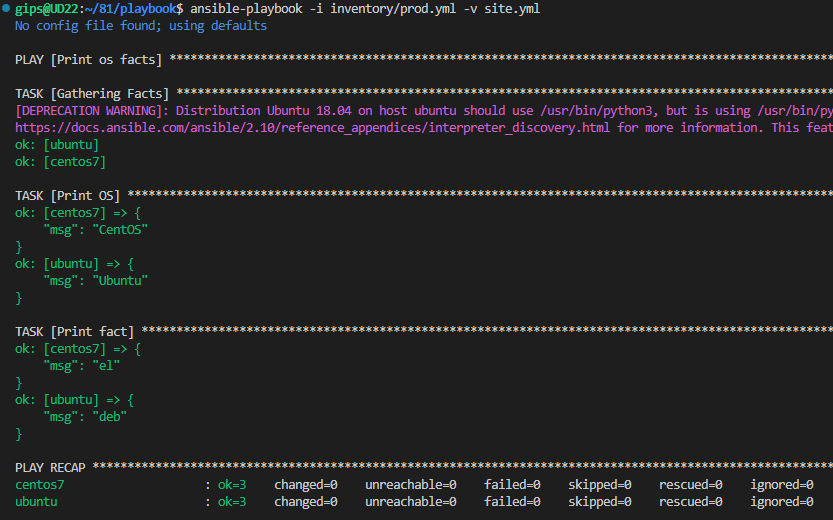 gips@UD22:~/81/playbook$ ansible-playbook -i inventory/prod.yml -v site.yml
No config file found; using defaults
PLAY [Print os facts] ******************************************************************************************
TASK [Gathering Facts] *****************************************************************************************
[DEPRECATION WARNING]: Distribution Ubuntu 18.04 on host ubuntu should use /usr/bin/python3, but is using /usr/bin/py
https://docs.ansible.com/ansible/2.10/reference_appendices/interpreter_discovery.html for more information. This feat
ok: [ubuntu]
ok: [centos7]
TASK [Print OS] ************************************************************************************************
ok: [centos7] => {
"msg": "CentOS"
}
ok: [ubuntu] => {
"msg": "Ubuntu"
}
TASK [Print fact] **********************************************************************************************
ok: [centos7] => {
"msg": "el"
}
ok: [ubuntu] => {
"msg": "deb"
}
PLAY RECAP *****************************************************************************************************
centos7 : ok=3 changed=0 unreachable=0 failed=0 skipped=0 rescued=0 ignored=0
ubuntu : ok=3 changed=0 unreachable=0 failed=0 skipped=0 rescued=0 ignored=0